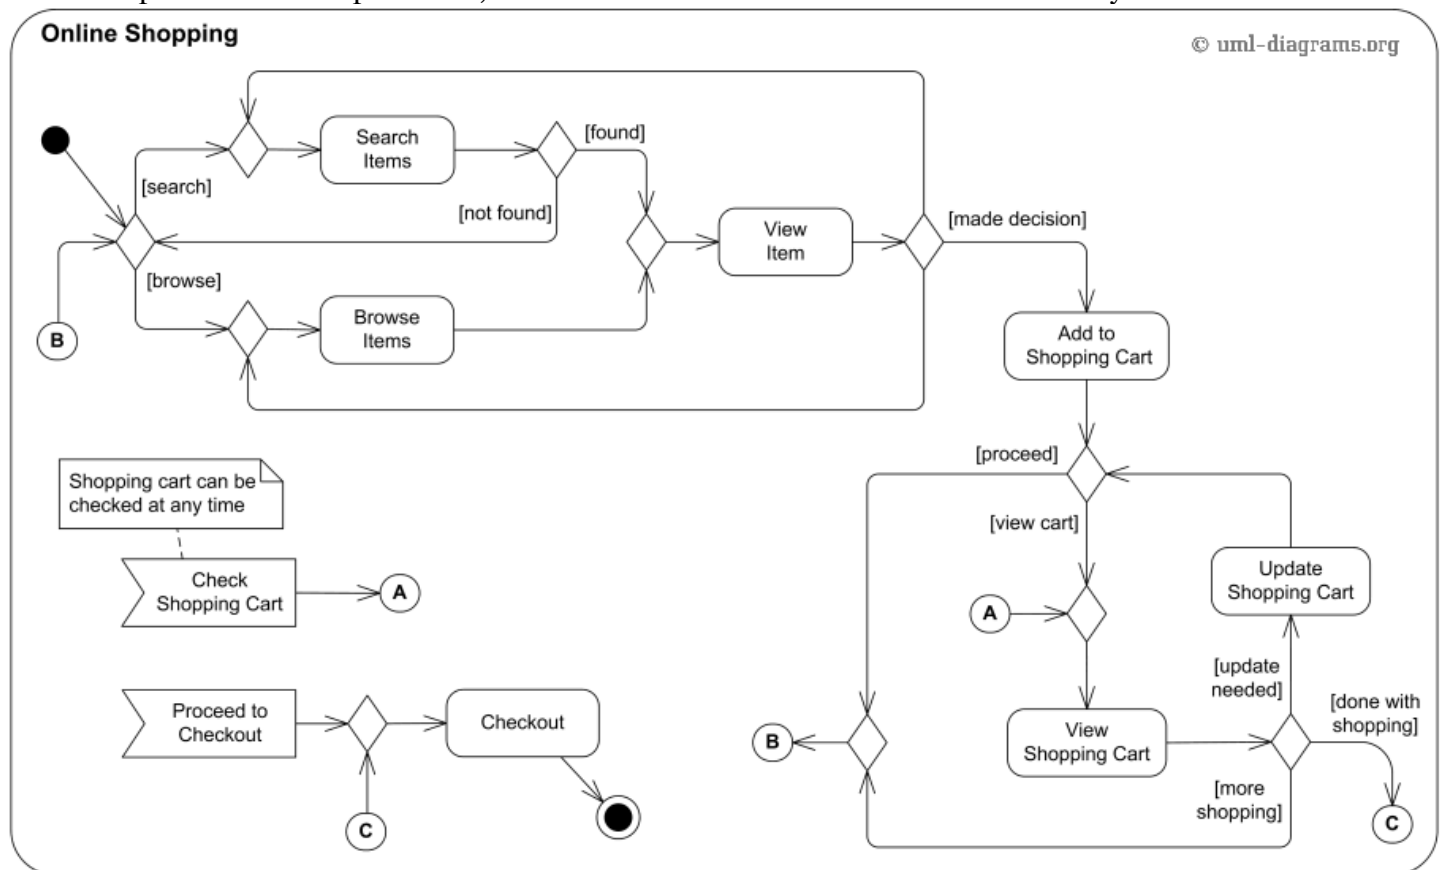 Online Shopping
© uml-diagrams.org
Search
Items
[found]
[search]
[not found]
View
Item
[made decision]
[browse]
Browse
Items
B
Add to
Shopping Cart
[proceed]
Shopping cart can be
checked at any time
[view cart]
Check
Shopping Cart
A
A
Update
Shopping Cart
[update
needed]
[done with
shopping]
Proceed to
Checkout
Checkout
B
View
Shopping Cart
[more
shopping]
C
C